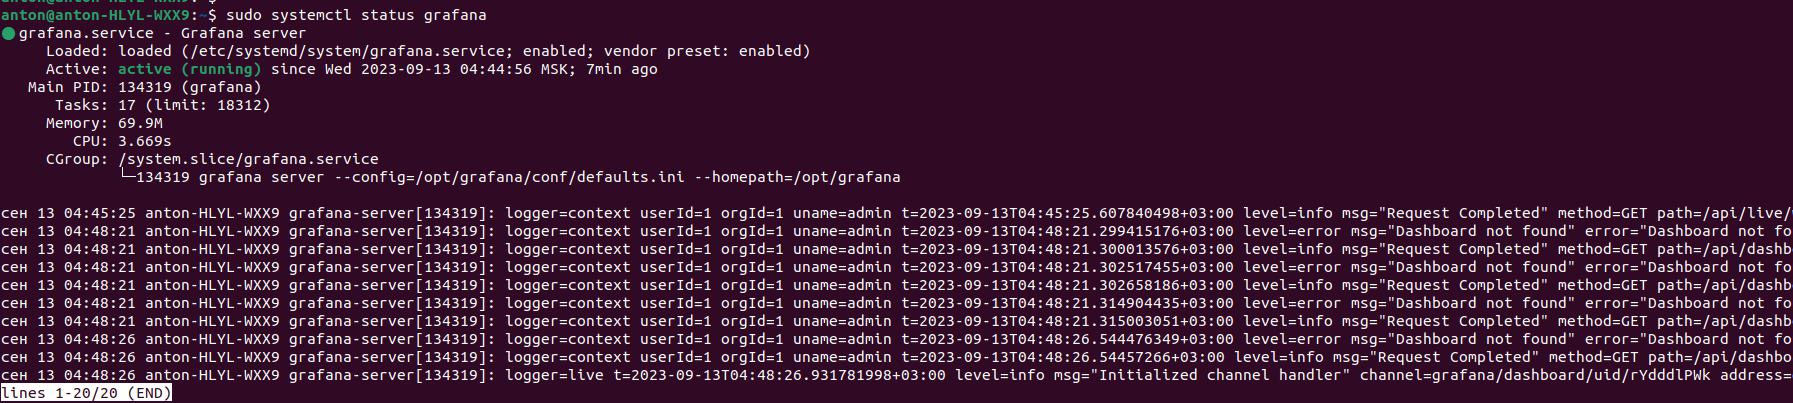 anton@anton-HLYL-WXX9:~$ sudo systemctl status grafana
● grafana.service - Grafana server
     Loaded: loaded (/etc/systemd/system/grafana.service; enabled; vendor preset: enabled)
     Active: active (running) since Wed 2023-09-13 04:44:56 MSK; 7min ago
   Main PID: 134319 (grafana)
      Tasks: 17 (limit: 18312)
     Memory: 69.9M
        CPU: 3.669s
     CGroup: /system.slice/grafana.service
             └─134319 grafana server --config=/opt/grafana/conf/defaults.ini --homepath=/opt/grafana
сен 13 04:45:25 anton-HLYL-WXX9 grafana-server[134319]: logger=context userId=1 orgId=1 uname=admin t=2023-09-13T04:45:25.607840498+03:00 level=info msg="Request Completed" method=GET path=/api/live/
сен 13 04:48:21 anton-HLYL-WXX9 grafana-server[134319]: logger=context userId=1 orgId=1 uname=admin t=2023-09-13T04:48:21.299415176+03:00 level=error msg="Dashboard not found" error="Dashboard not fo
сен 13 04:48:21 anton-HLYL-WXX9 grafana-server[134319]: logger=context userId=1 orgId=1 uname=admin t=2023-09-13T04:48:21.300013576+03:00 level=info msg="Request Completed" method=GET path=/api/dashb
сен 13 04:48:21 anton-HLYL-WXX9 grafana-server[134319]: logger=context userId=1 orgId=1 uname=admin t=2023-09-13T04:48:21.302517455+03:00 level=error msg="Dashboard not found" error="Dashboard not fo
сен 13 04:48:21 anton-HLYL-WXX9 grafana-server[134319]: logger=context userId=1 orgId=1 uname=admin t=2023-09-13T04:48:21.302658186+03:00 level=info msg="Request Completed" method=GET path=/api/dashb
сен 13 04:48:21 anton-HLYL-WXX9 grafana-server[134319]: logger=context userId=1 orgId=1 uname=admin t=2023-09-13T04:48:21.314904435+03:00 level=error msg="Dashboard not found" error="Dashboard not fo
сен 13 04:48:21 anton-HLYL-WXX9 grafana-server[134319]: logger=context userId=1 orgId=1 uname=admin t=2023-09-13T04:48:21.315003051+03:00 level=info msg="Request Completed" method=GET path=/api/dashb
сен 13 04:48:26 anton-HLYL-WXX9 grafana-server[134319]: logger=context userId=1 orgId=1 uname=admin t=2023-09-13T04:48:26.544476349+03:00 level=error msg="Dashboard not found" error="Dashboard not fo
сен 13 04:48:26 anton-HLYL-WXX9 grafana-server[134319]: logger=context userId=1 orgId=1 uname=admin t=2023-09-13T04:48:26.54457266+03:00 level=info msg="Request Completed" method=GET path=/api/dashbo
сен 13 04:48:26 anton-HLYL-WXX9 grafana-server[134319]: logger=live t=2023-09-13T04:48:26.931781998+03:00 level=info msg="Initialized channel handler" channel=grafana/dashboard/uid/rYdddlPWk address=
lines 1-20/20 (END)